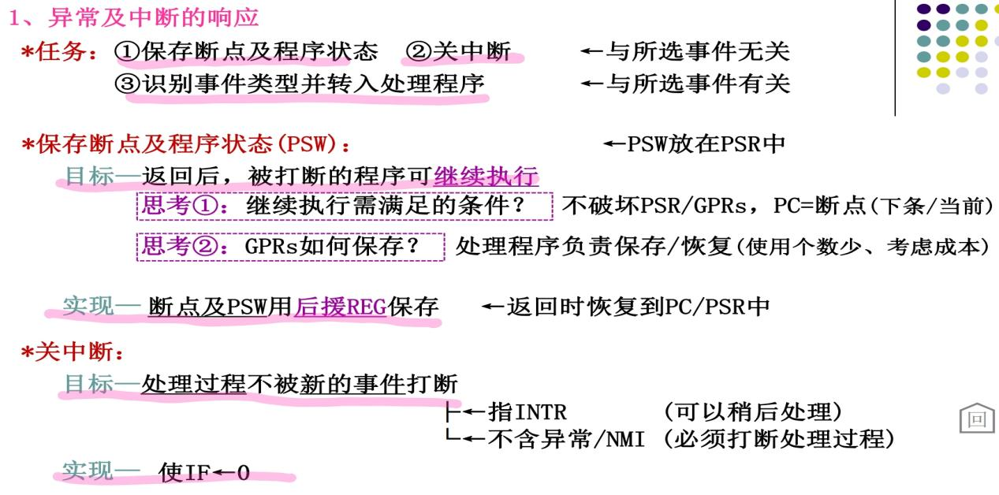 1、异常及中断的响应
*任务：①保存断点及程序状态 ②关中断 ←与所选事件无关
③识别事件类型并转入处理程序 ←与所选事件有关
*保存断点及程序状态(PSW)： ←PSW放在PSR中
目标—返回后，被打断的程序可继续执行
思考①：继续执行需满足的条件？ 不破坏PSR/GPRs，PC=断点(下条/当前)
思考②：GPRs如何保存？ 处理程序负责保存/恢复(使用个数少、考虑成本)
实现— 断点及PSW用后援REG保存 ←返回时恢复到PC/PSR中
*关中断：
目标—处理过程不被新的事件打断
├←指INTR (可以稍后处理)
└←不含异常/NMI (必须打断处理过程)
回
实现— 使IF←0